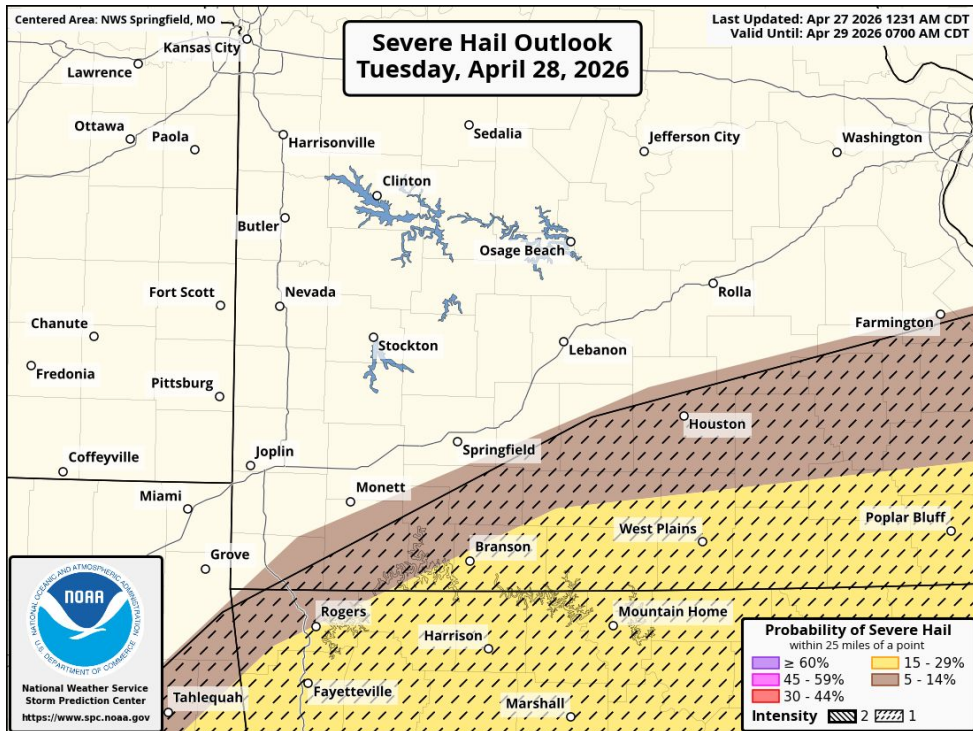 Centered Area: NWS Springfield, MO
Last Updated: Apr 27 2026 1231 AM CDT
Valid Until: Apr 29 2026 0700 AM CDT
Severe Hail Outlook
Tuesday, April 28, 2026
Kansas City
Lawrence
Ottawa
Paola
Harrisonville
Sedalia
Jefferson City
Washington
Clinton
Butler
Osage Beach
Fort Scott
Nevada
Rolla
Chanute
Farmington
Stockton
Lebanon
Fredonia
Pittsburg
Houston
Springfield
Coffeyville
Joplin
Miami
Monett
West Plains
Poplar Bluff
Grove
Branson
Rogers
Mountain Home
Harrison
Tahlequah
Fayetteville
Marshall
NATIONAL OCEANIC AND ATMOSPHERIC ADMINISTRATION
NOAA
U.S. DEPARTMENT OF COMMERCE
National Weather Service
Storm Prediction Center
https://www.spc.noaa.gov
Probability of Severe Hail
within 25 miles of a point
≥ 60%
15 - 29%
45 - 59%
5 - 14%
30 - 44%
Intensity 2 1